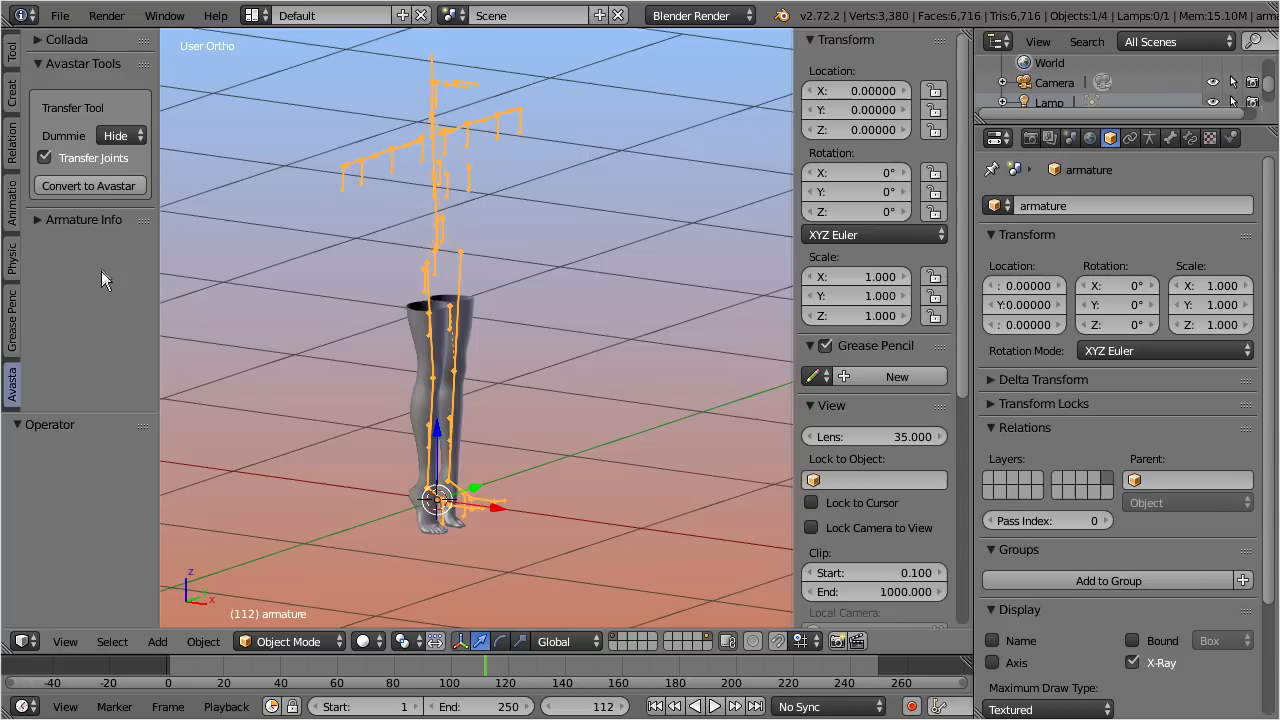 File Render Window Help Default Scene Blender Render v2.72.2 | Verts:3,380 | Faces:6,716 | Tris:6,716 | Objects:1/4 | Lamps:0/1 | Mem:15.10M | arm
Collada
Avastar Tools
Transfer Tool
Dummie Hide
Transfer Joints
Convert to Avastar
Armature Info
Operator
Tool
Creat
Relation
Animatio
Physic
Grease Penc
Avasta
User Ortho
z
x
(112) armature
Transform
Location:
X: 0.00000
Y: 0.00000
Z: 0.00000
Rotation:
X: 0°
Y: 0°
Z: 0°
XYZ Euler
Scale:
X: 1.000
Y: 1.000
Z: 1.000
Grease Pencil
New
View
Lens: 35.000
Lock to Object:
Lock to Cursor
Lock Camera to View
Clip:
Start: 0.100
End: 1000.000
Local Camera:
View Search All Scenes
World
Camera
Lamp
armature
armature
Transform
Location: Rotation: Scale:
: 0.00000 X: 0° X: 1.000
Y:0.00000 Y: 0° Y: 1.000
: 0.00000 Z: 0° Z: 1.000
Rotation Mode: XYZ Euler
Delta Transform
Transform Locks
Relations
Layers: Parent:
Object
Pass Index: 0
Groups
Add to Group
Display
Name Bound Box
Axis X-Ray
Maximum Draw Type:
Textured
View Select Add Object Object Mode Global
-40 -20 0 20 40 60 80 100 120 140 160 180 200 220 240 260
View Marker Frame Playback Start: 1 End: 250 112 No Sync